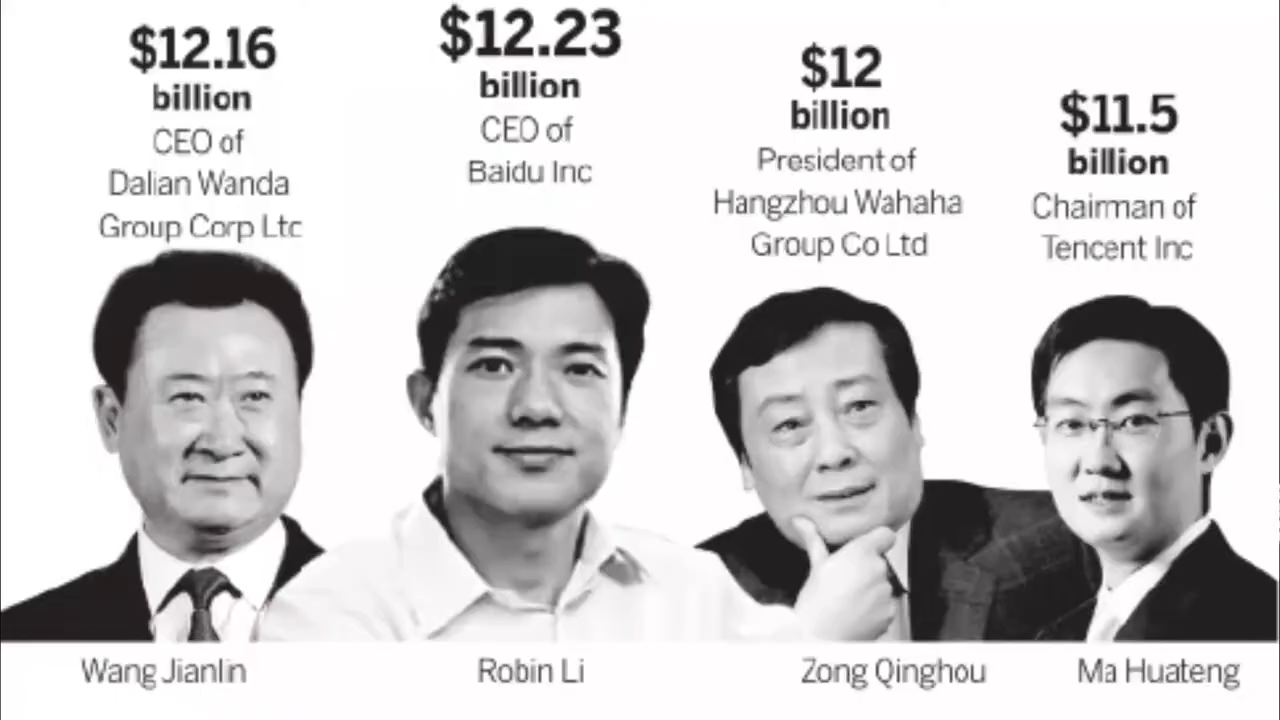 $12.16
billion
CEO of
Dalian Wanda
Group Corp Ltc
$12.23
billion
CEO of
Baidu Inc
$12
billion
President of
Hangzhou Wahaha
Group Co Ltd
$11.5
billion
Chairman of
Tencent Inc
Wang Jianlin
Robin Li
Zong Qinghou
Ma Huateng